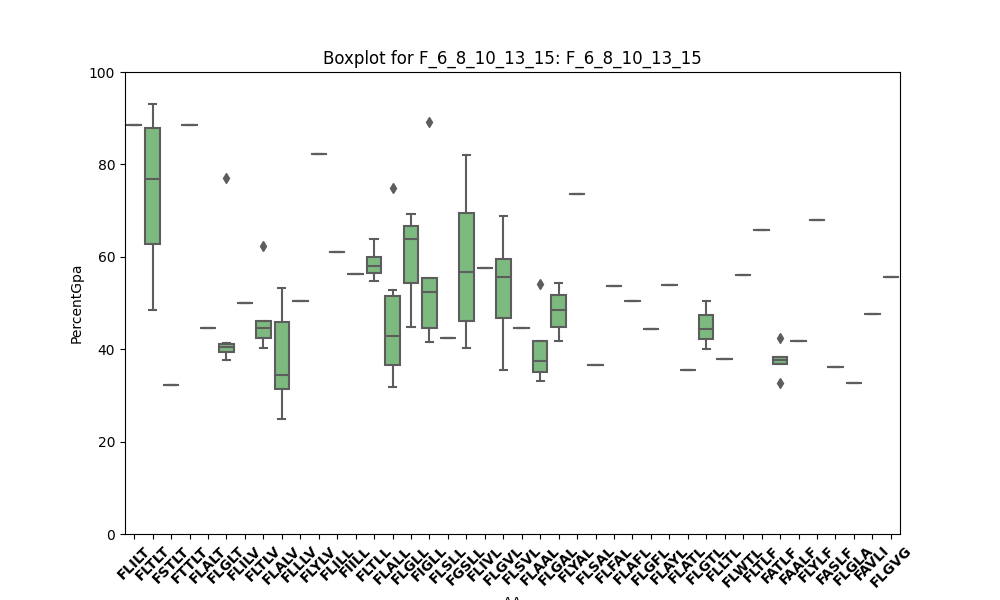 Boxplot for F_6_8_10_13_15: F_6_8_10_13_15
PercentGpa
100
80
60
40
20
0
FLILT
FLTLT
FSTLT
FTTLT
FLALT
FLGLT
FLILV
FLTLV
FLALV
FLLLV
FLYLV
FLILL
FIILL
FLTLL
FLALL
FLGLL
FIGLL
FLSLL
FGSLL
FLIVL
FLGVL
FLSVL
FLAAL
FLGAL
FLYAL
FLSAL
FLFAL
FLAFL
FLGFL
FLAYL
FLATL
FLGTL
FLLTL
FLWTL
FLTLF
FATLF
FAALF
FLYLF
FASLF
FLGLA
FAVLI
FLGVG